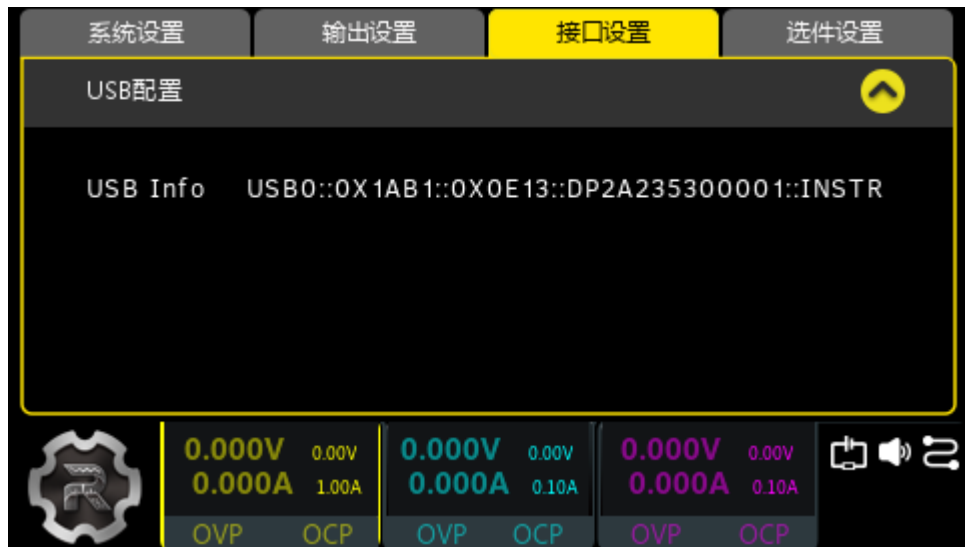 系统设置 输出设置 接口设置 选件设置
USB配置
USB Info USB0::0X1AB1::0X0E13::DP2A235300001::INSTR
0.000V 0.00V 0.000V 0.00V 0.000V 0.00V
0.000A 1.00A 0.000A 0.10A 0.000A 0.10A
OVP OCP OVP OCP OVP OCP